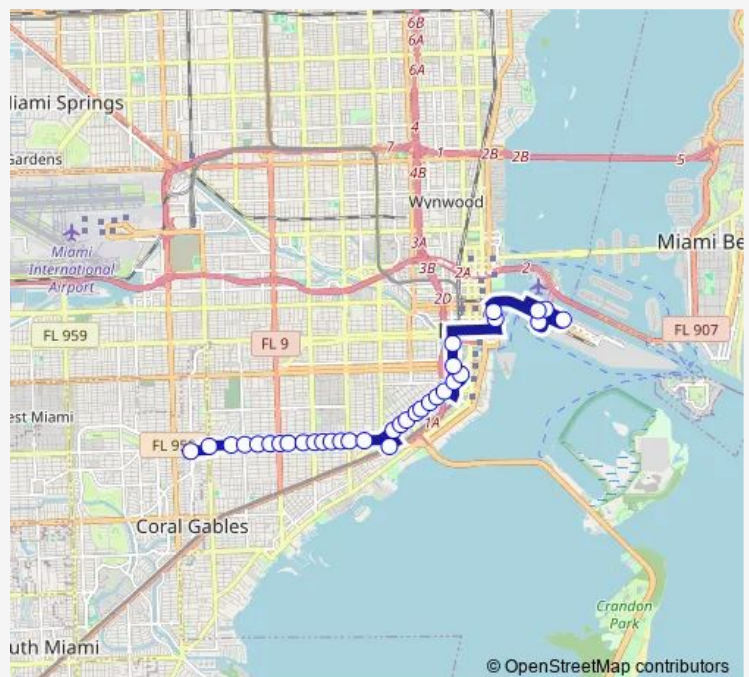 6B
6A
6A
iami Springs
4
7
1
2B
2B
5
Gardens
4B
Wynwood
Miami
International
Airport
3A
3B
2A
2
Miami Be
2D
FL 959
FL 9
FL 907
est Miami
1A
FL 95
Coral Gables
Crandon
Park
uth Miami
© OpenStreetMap contributors